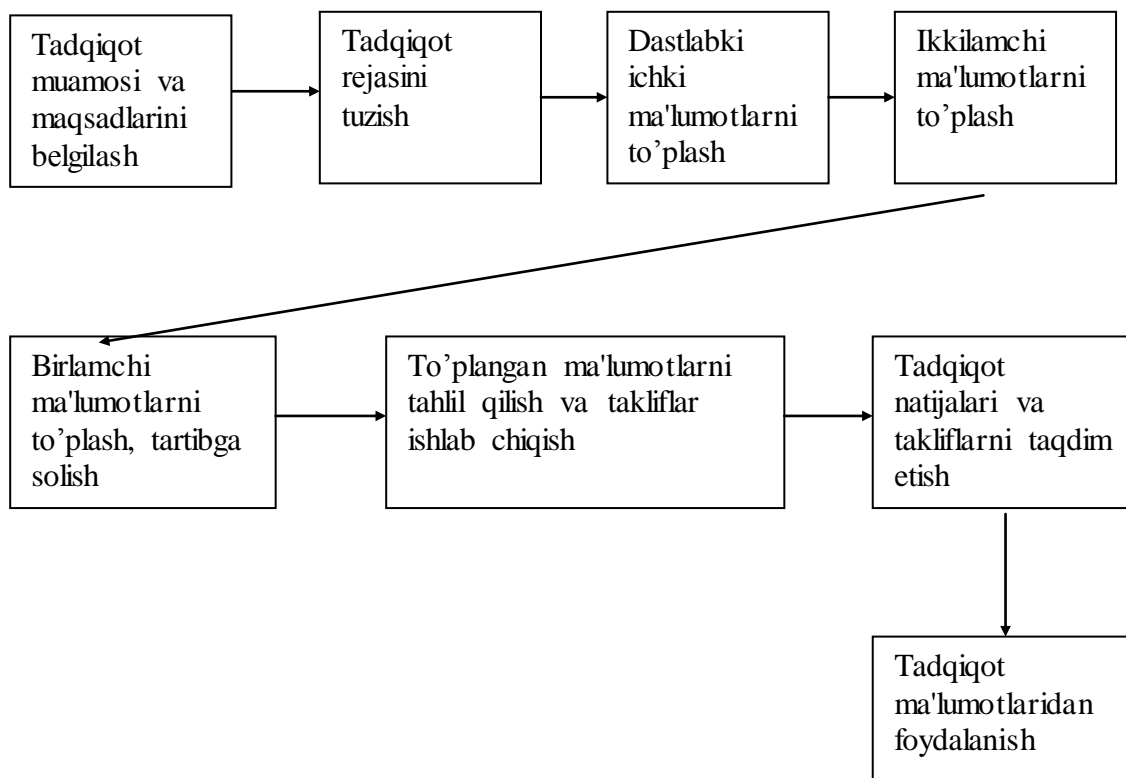 Tadqiqot
muamosi va
maqsadlarini
belgilash
Tadqiqot
rejasini
tuzish
Dastlabki
ichki
ma'lumotlarni
to’plash
Ikkilamchi
ma'lumotlarni
to’plash
Birlamchi
ma'lumotlarni
to’plash, tartibga
solish
To’plangan ma'lumotlarni
tahlil qilish va takliflar
ishlab chiqish
Tadqiqot
natijalari va
takliflarni taqdim
etish
Tadqiqot
ma'lumotlaridan
foydalanish